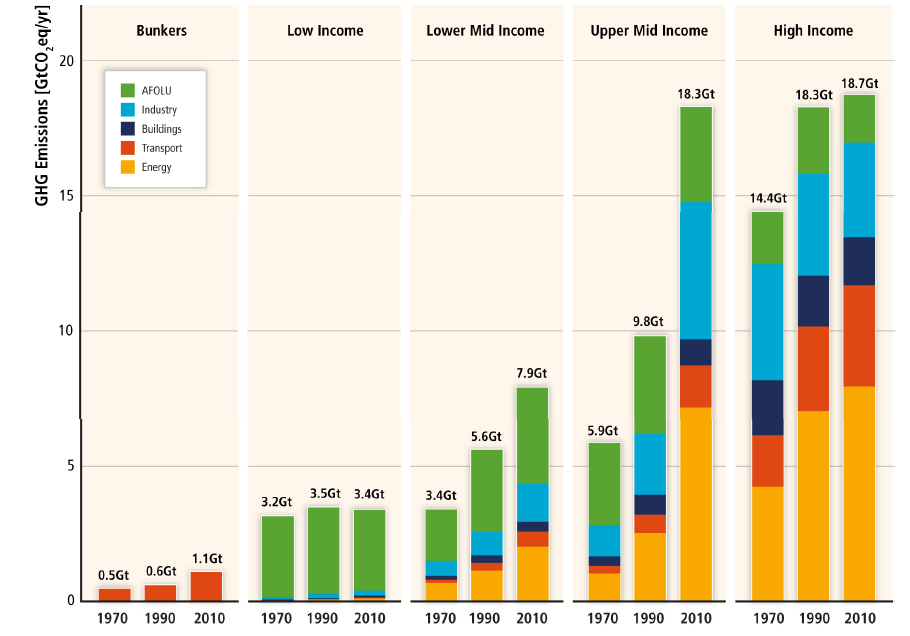 GHG Emissions [GtCO2eq/yr]
Bunkers
Low Income
Lower Mid Income
Upper Mid Income
High Income
20
15
10
5
0
AFOLU
Industry
Buildings
Transport
Energy
0.5Gt
0.6Gt
1.1Gt
3.2Gt
3.5Gt
3.4Gt
3.4Gt
5.6Gt
7.9Gt
5.9Gt
9.8Gt
18.3Gt
14.4Gt
18.3Gt
18.7Gt
1970 1990 2010
1970 1990 2010
1970 1990 2010
1970 1990 2010
1970 1990 2010